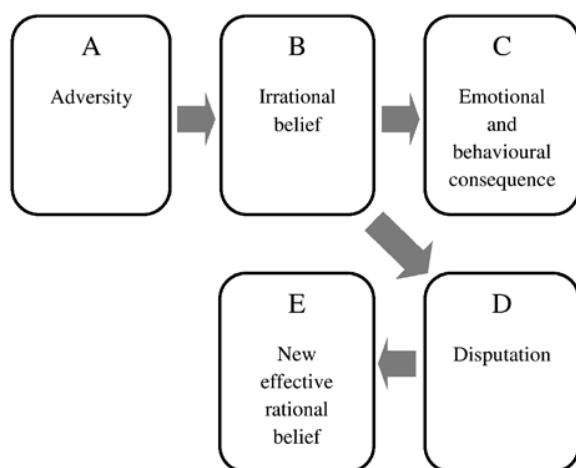 A
Adversity
B
Irrational
belief
C
Emotional
and
behavioural
consequence
E
New
effective
rational
belief
D
Disputation